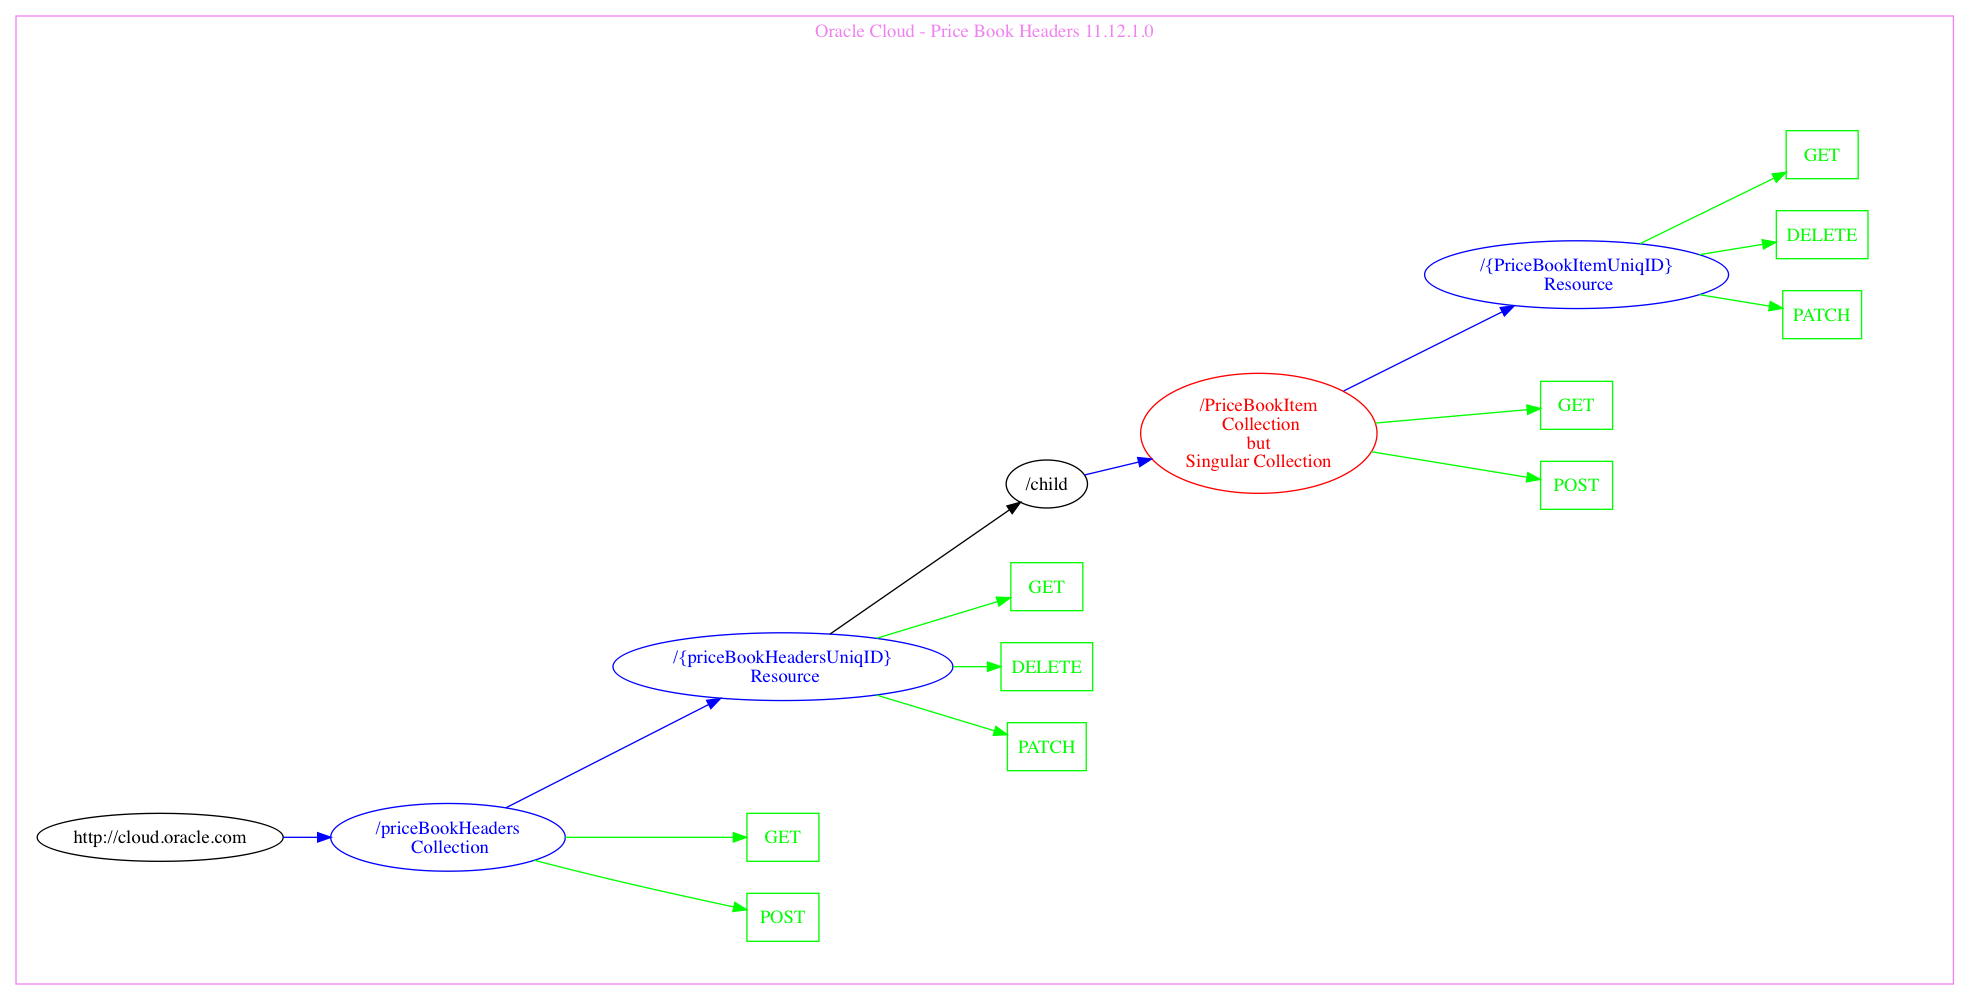 Oracle Cloud - Price Book Headers 11.12.1.0
GET
DELETE
/{PriceBookItemUniqID}
Resource
PATCH
/PriceBookItem
Collection
but
Singular Collection
GET
POST
/child
GET
/{priceBookHeadersUniqID}
Resource
DELETE
PATCH
http://cloud.oracle.com
/priceBookHeaders
Collection
GET
POST